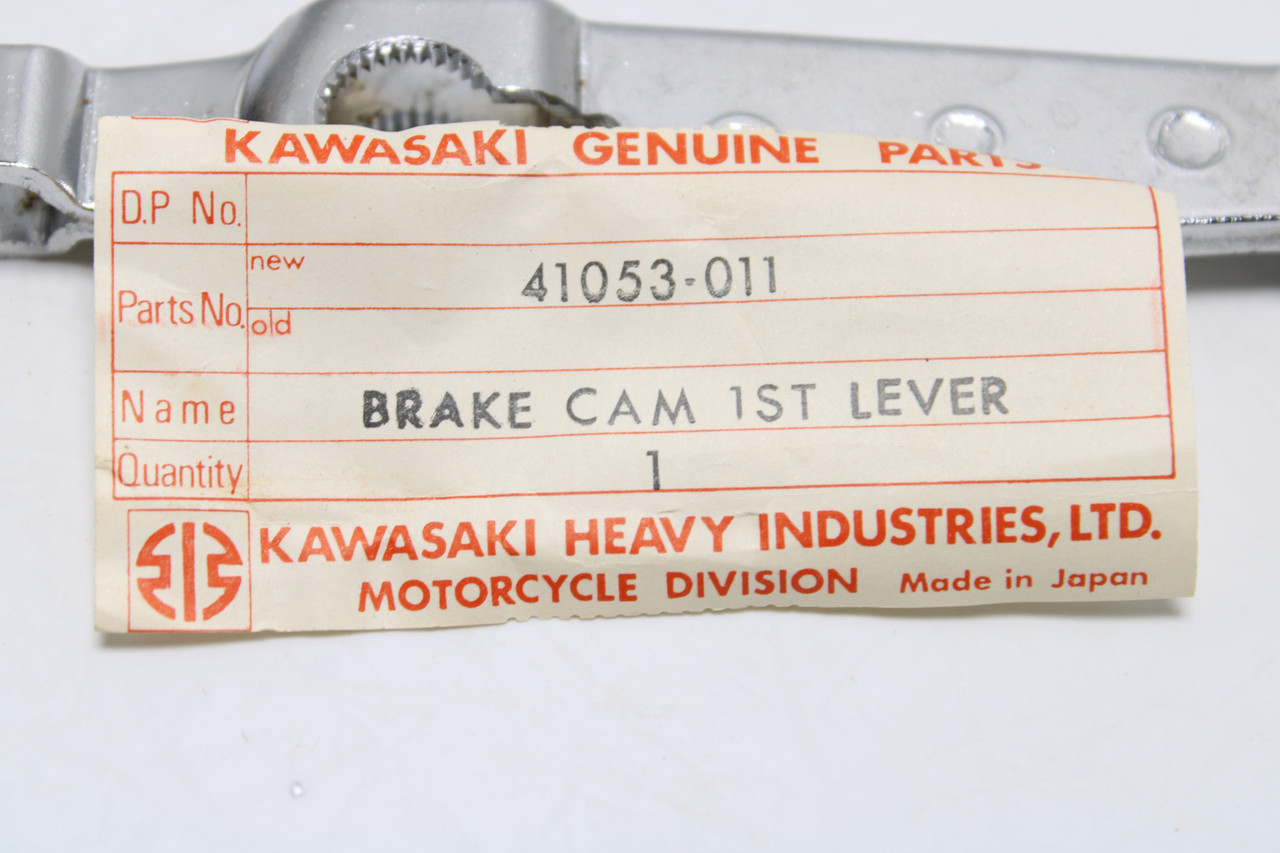 KAWASAKI GENUINE PARTS
D.P No.
Parts No. new 41053-011
old
Name BRAKE CAM 1ST LEVER
Quantity 1
KAWASAKI HEAVY INDUSTRIES, LTD.
MOTORCYCLE DIVISION Made in Japan